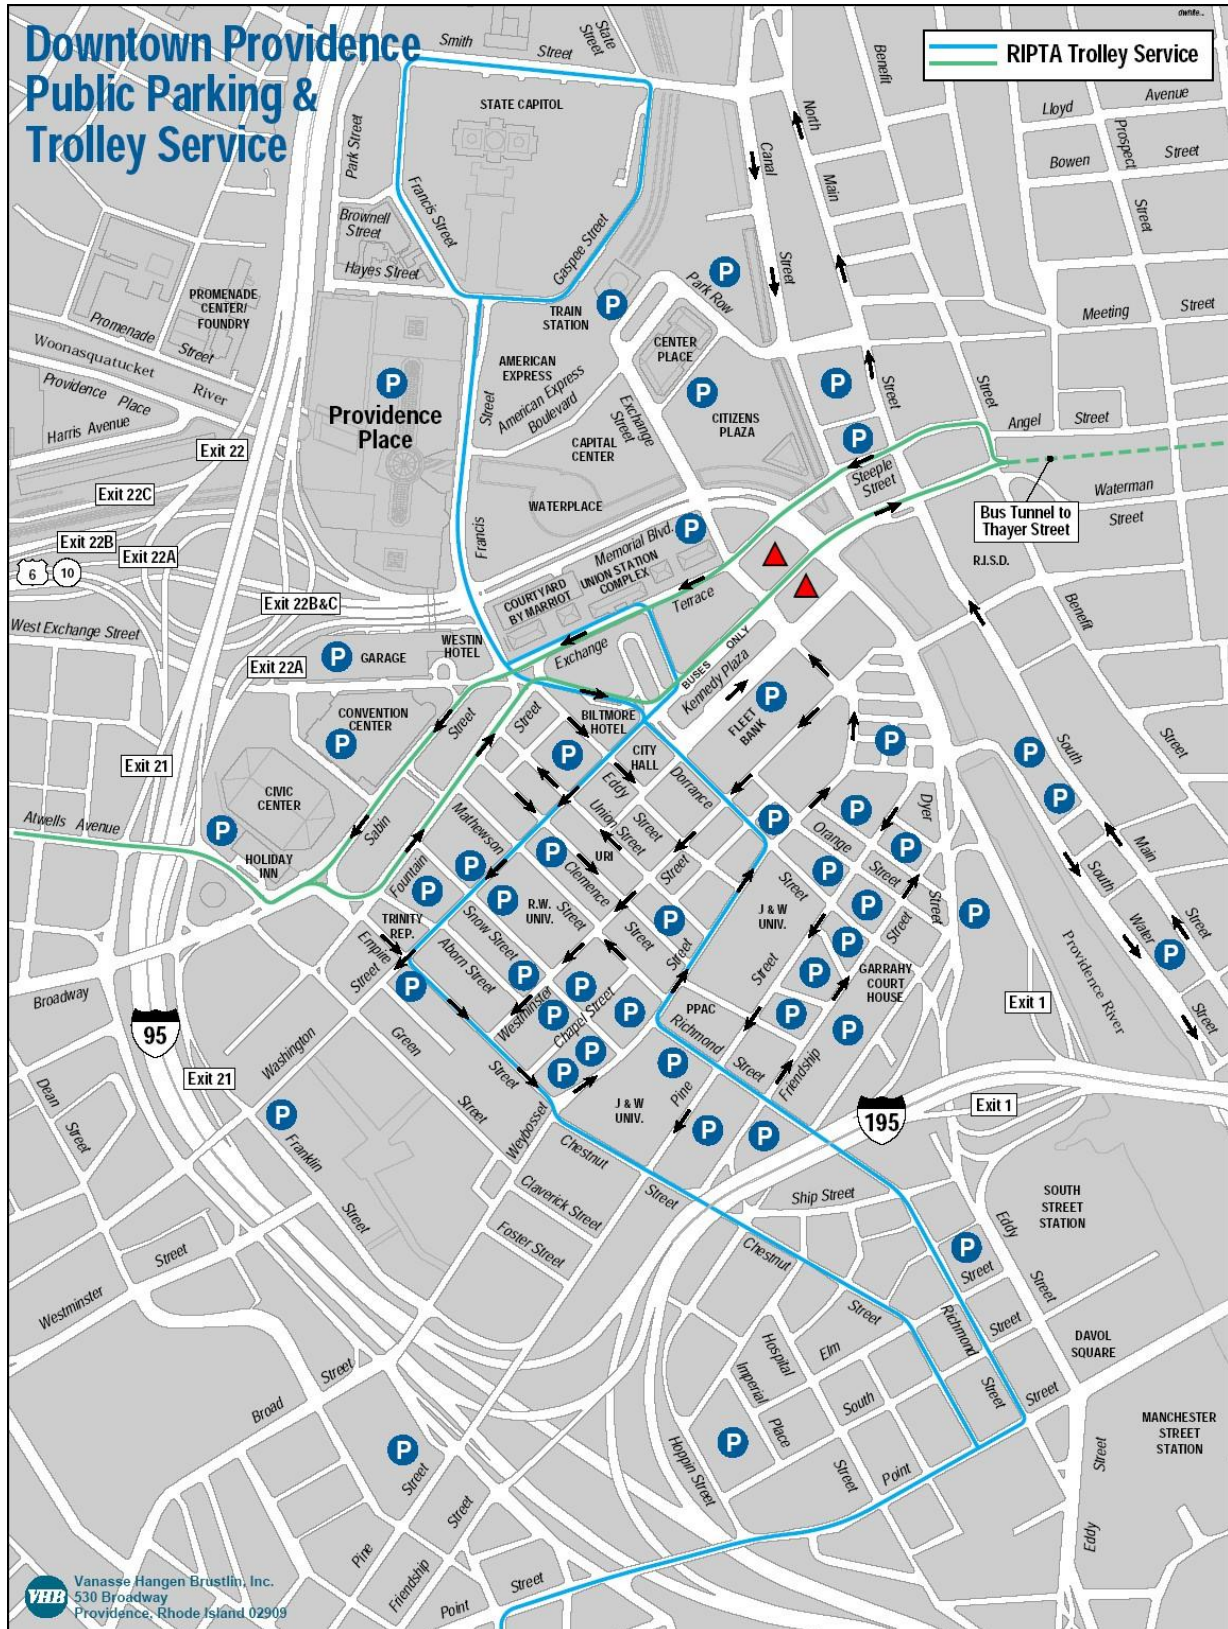 Downtown Providence
Public Parking &
Trolley Service
RIPTA Trolley Service
Smith
Street
State
Street
Benefit
Lloyd
Avenue
Prospect
Street
Bowen
Street
North
Main
Street
Canal
Street
STATE CAPITOL
Park Street
Francis Street
Gaspee Street
Brownell
Street
Hayes Street
PROMENADE
CENTER/
FOUNDRY
Promenade
Street
Woonasquatucket
River
Providence Place
Harris Avenue
P
Providence
Place
TRAIN
STATION
P
P
Park Row
CENTER
PLACE
AMERICAN
EXPRESS
American Express
Boulevard
Street
Francis
CAPITAL
CENTER
Exchange
Street
P
CITIZENS
PLAZA
P
P
Meeting
Street
Street
Angel
Street
Steeple
Street
Waterman
Street
Bus Tunnel to
Thayer Street
R.I.S.D.
Benefit
Street
WATERPLACE
Exit 22
Exit 22C
Exit 22B
Exit 22A
6
10
Exit 22B&C
Exit 22A
West Exchange Street
Memorial Blvd.
P
COURTYARD
BY MARRIOT
UNION STATION
COMPLEX
Terrace
Exchange
WESTIN
HOTEL
P
GARAGE
CONVENTION
CENTER
P
Street
Street
BUSES
ONLY
Kennedy Plaza
BILTMORE
HOTEL
FLEET
BANK
P
CITY
HALL
P
P
Exit 21
CIVIC
CENTER
Atwells Avenue
P
HOLIDAY
INN
Sabin
Fountain
Mathewson
Eddy
Street
Union Street
Dorrance
Street
URI
Clemence
Street
P
P
P
P
P
P
Orange
Street
Dyer
Street
P
P
South
Main
Street
South
Water
Street
P
P
P
P
P
P
P
P
TRINITY
REP.
Empire
Street
R.W.
UNIV.
Snow Street
Aborn Street
Westminster
Chapel Street
J & W
UNIV.
Street
Street
Street
GARRAHY
COURT
HOUSE
Providence River
PPAC
P
P
P
P
P
P
P
P
P
P
Broadway
95
Exit 21
Washington
Green
Street
Street
Weybosset
Richmond
Street
Pine
Friendship
J & W
UNIV.
P
P
P
195
Exit 1
Exit 1
Dean
Street
P
Franklin
Street
Claverick Street
Foster Street
Chestnut
Street
Ship Street
Chestnut
Street
SOUTH
STREET
STATION
Eddy
Street
P
Street
Street
Richmond
Street
Street
DAVOL
SQUARE
Westminster
Street
Broad
Street
Hospital
Imperial
Place
Elm
South
Street
Point
Hoppin Street
P
P
Pine
Street
Friendship
Street
Point
Street
MANCHESTER
STREET
STATION
Eddy
Street
VHB
Vanasse Hangen Brustlin, Inc.
530 Broadway
Providence, Rhode Island 02909